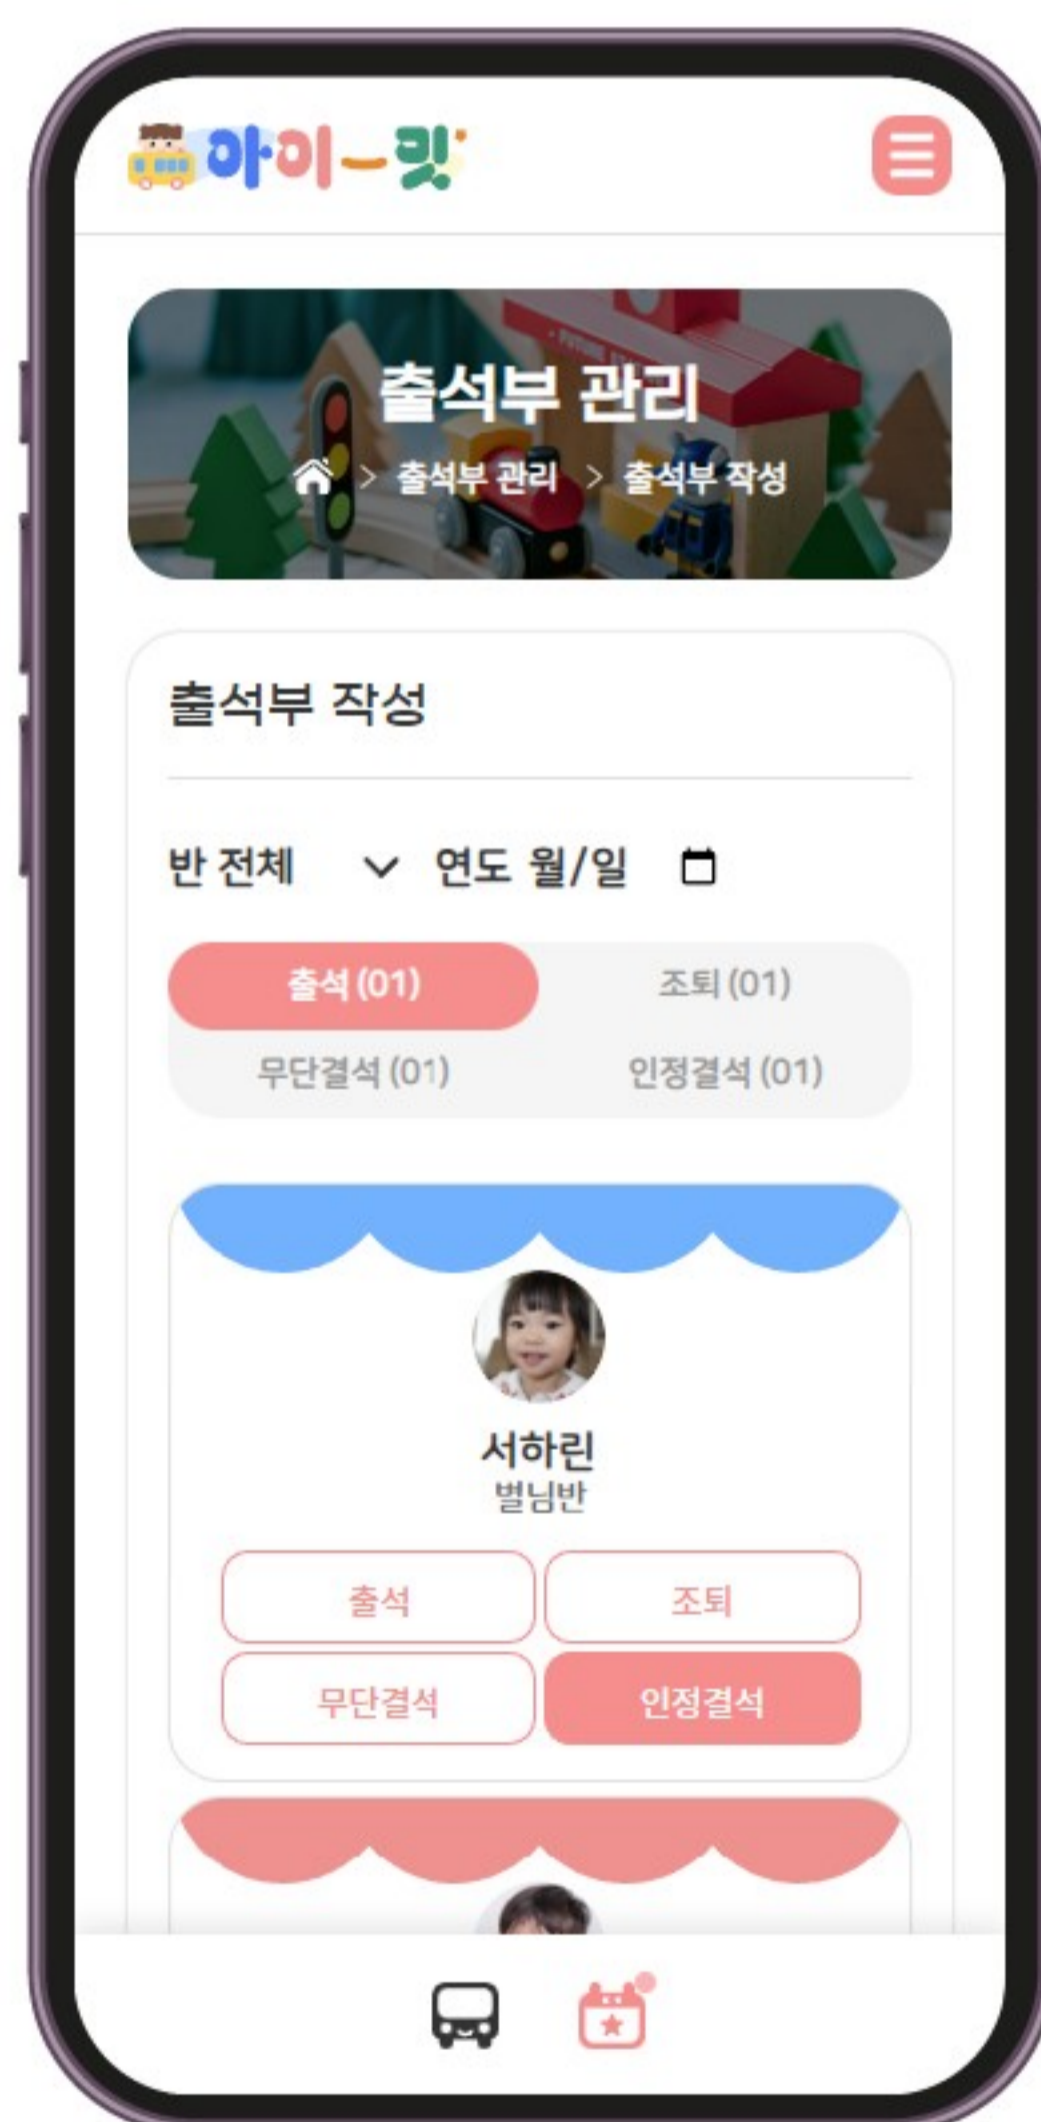 아이-킷
출석부 관리
> 출석부 관리 > 출석부 작성
출석부 작성
반 전체 연도 월/일
출석 (01) 조퇴 (01)
무단결석 (01) 인정결석 (01)
서하린
별님반
출석 조퇴
무단결석 인정결석